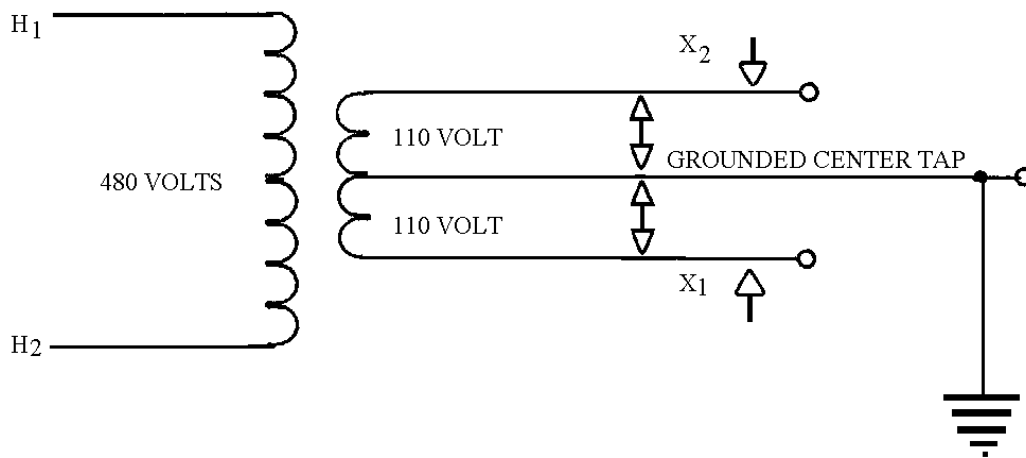 H1
X2
110 VOLT
GROUNDED CENTER TAP
480 VOLTS
110 VOLT
X1
H2